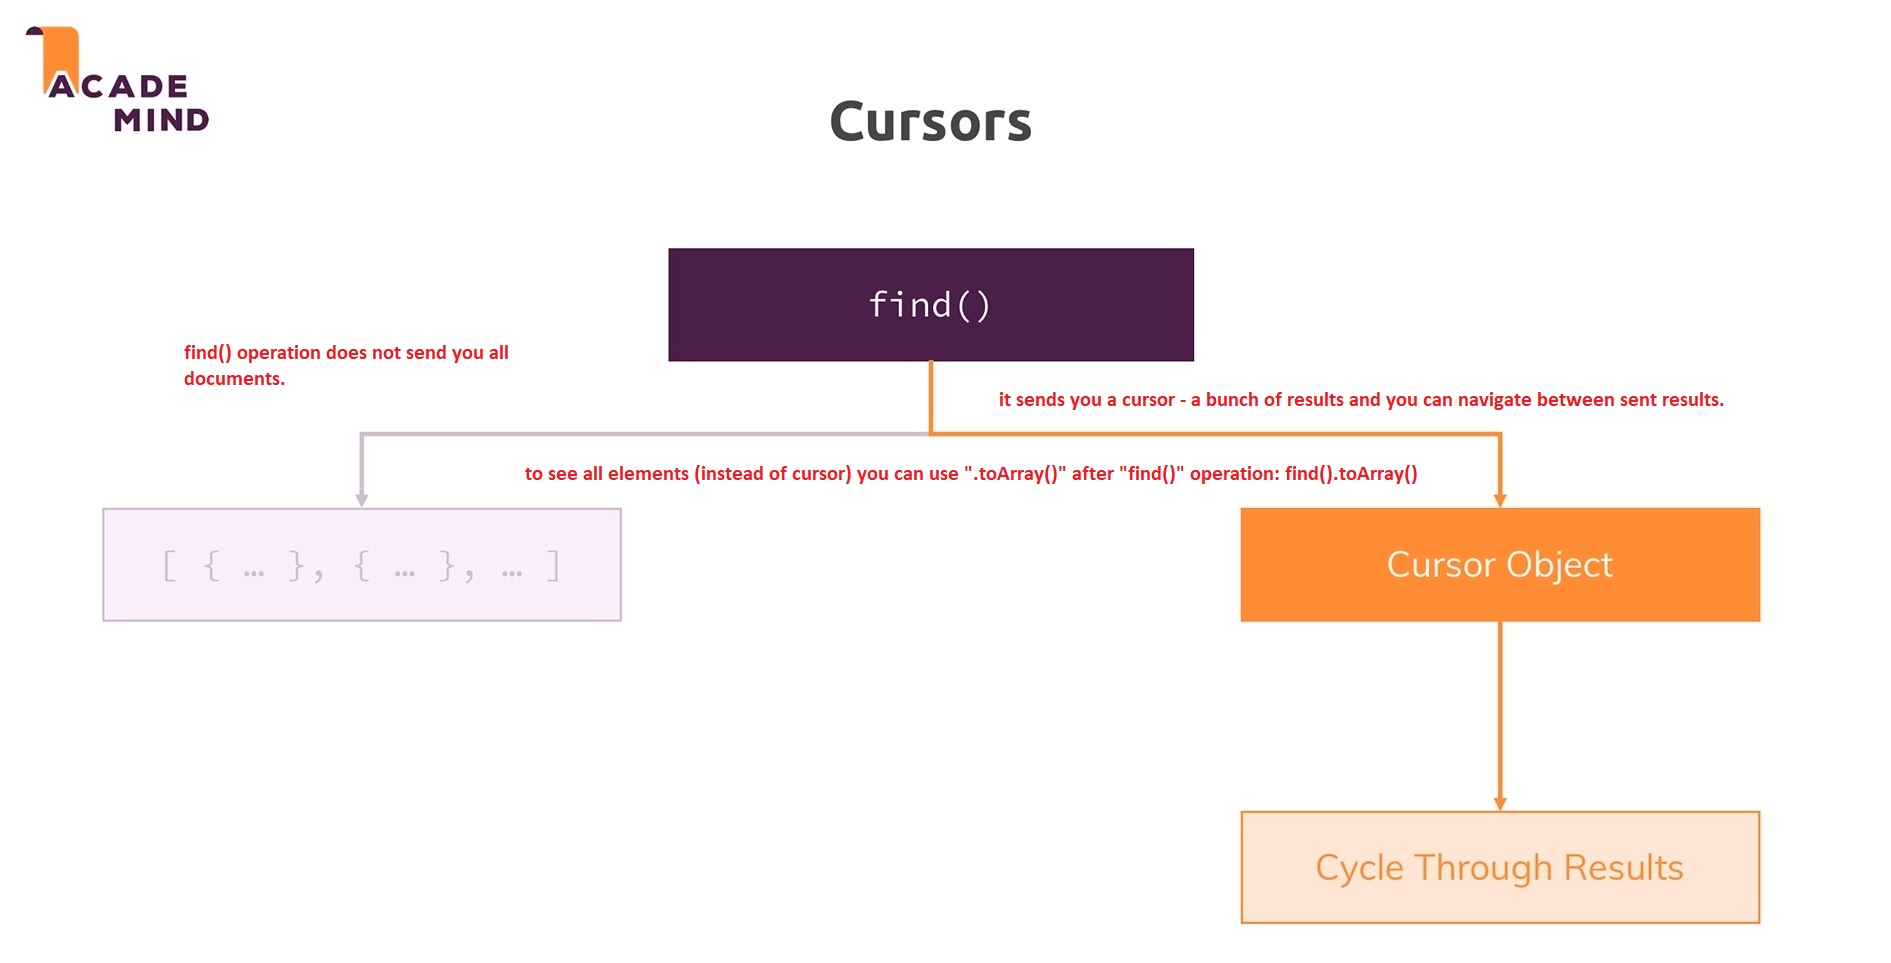 ACADE
MIND
Cursors
find()
find() operation does not send you all
documents.
it sends you a cursor - a bunch of results and you can navigate between sent results.
to see all elements (instead of cursor) you can use ".toArray()" after "find()" operation: find().toArray()
[ { … }, { … }, … ]
Cursor Object
Cycle Through Results